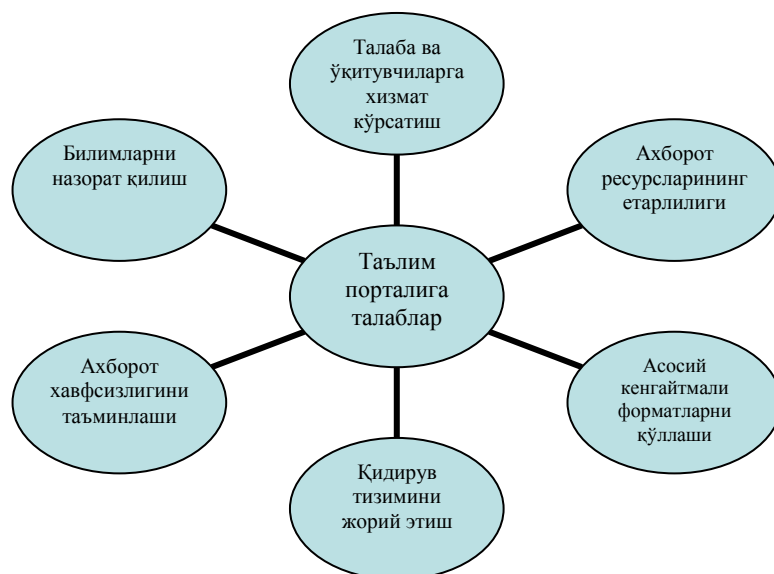 Талаба ва
ўқитувчиларга
хизмат
кўрсатиш
Билимларни
назорат қилиш
Ахборот
ресурсларининг
етарлилиги
Таълим
порталига
талаблар
Ахборот
хавфсизлигини
таъминлаши
Асосий
кенгайтмали
форматларни
қўллаши
Қидирув
тизимини
жорий этиш